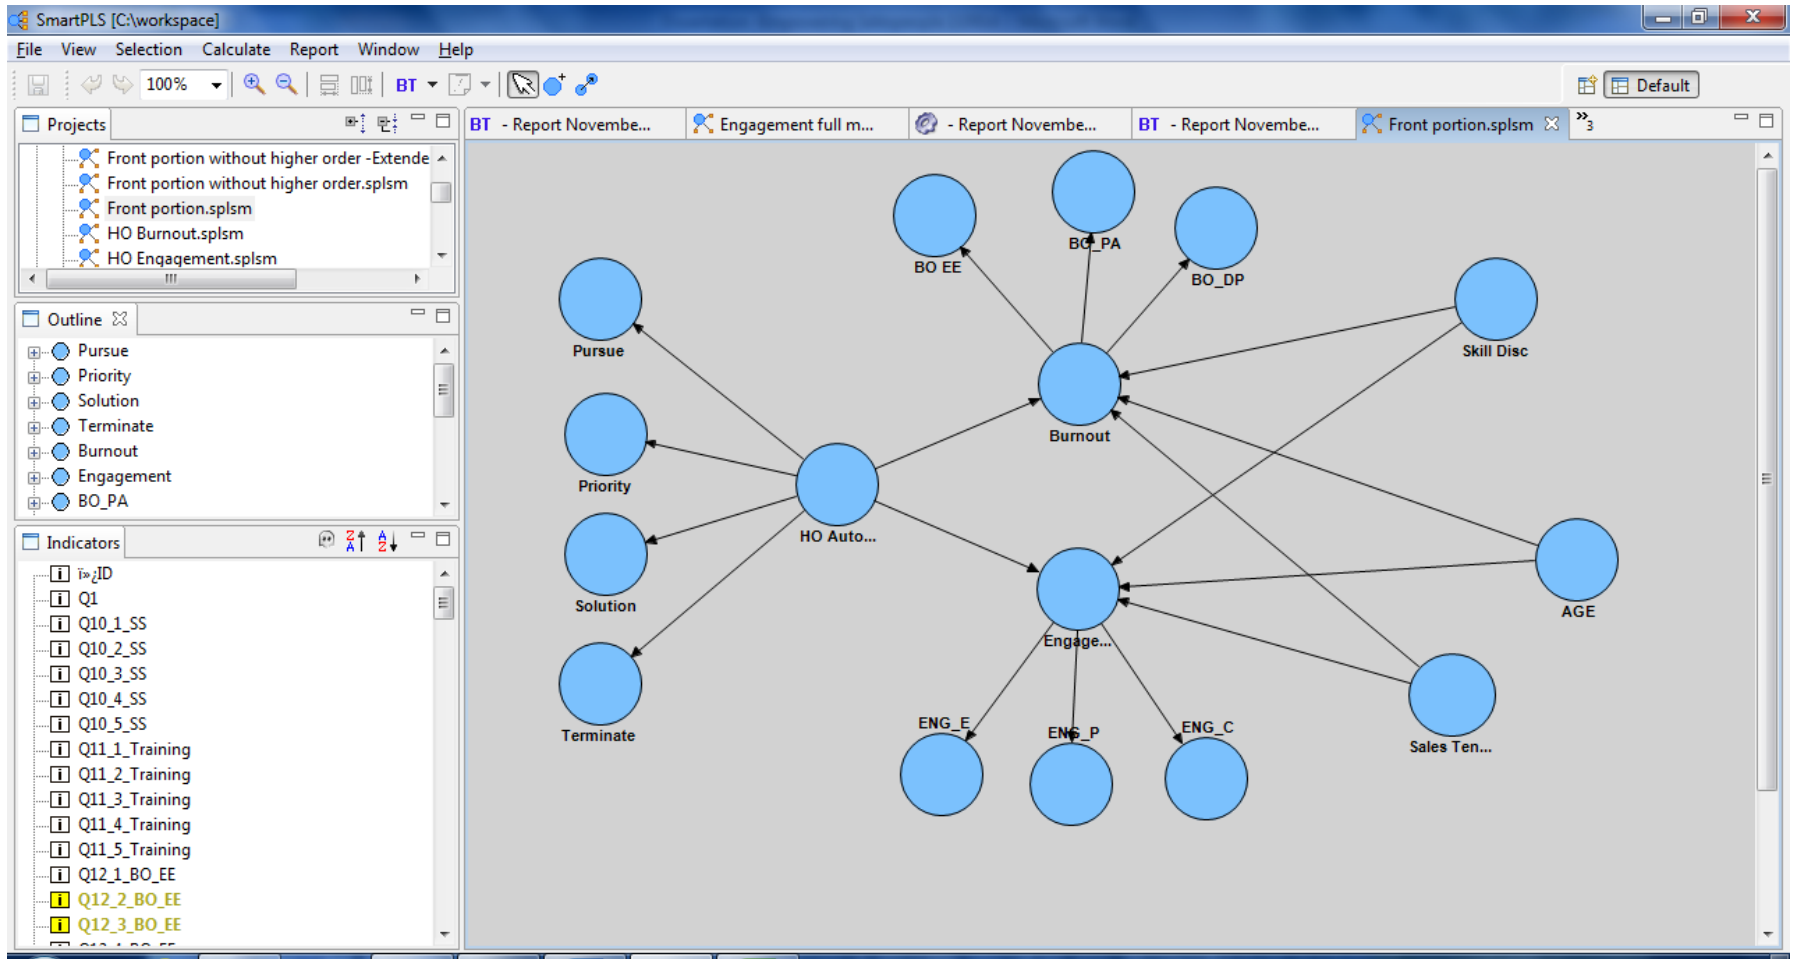 SmartPLS [C:\workspace]
File View Selection Calculate Report Window Help
100% BT Default
Projects
Front portion without higher order -Extende
Front portion without higher order.splsm
Front portion.splsm
HO Burnout.splsm
HO Engagement.splsm
Outline
Pursue
Priority
Solution
Terminate
Burnout
Engagement
BO_PA
Indicators
ï»¿ID
Q1
Q10_1_SS
Q10_2_SS
Q10_3_SS
Q10_4_SS
Q10_5_SS
Q11_1_Training
Q11_2_Training
Q11_3_Training
Q11_4_Training
Q11_5_Training
Q12_1_BO_EE
Q12_2_BO_EE
Q12_3_BO_EE
BT - Report Novembe... Engagement full m... - Report Novembe... BT - Report Novembe... Front portion.splsm »3
BO_PA
BO EE
BO_DP
Pursue
Skill Disc
Burnout
Priority
HO Auto...
Solution
AGE
Engage...
ENG_E
ENG_P
ENG_C
Terminate
Sales Ten...